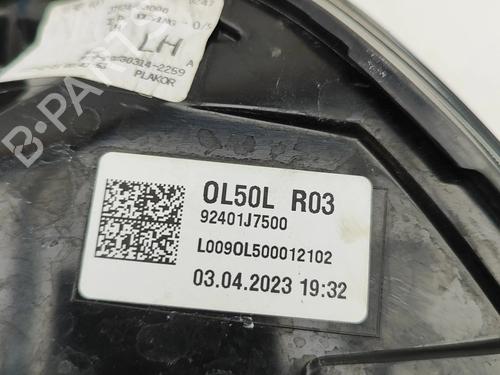 LH
A
PLAKOR
B-PARTS
OL50L R03
92401J7500
L009OL500012102
03.04.2023 19:32